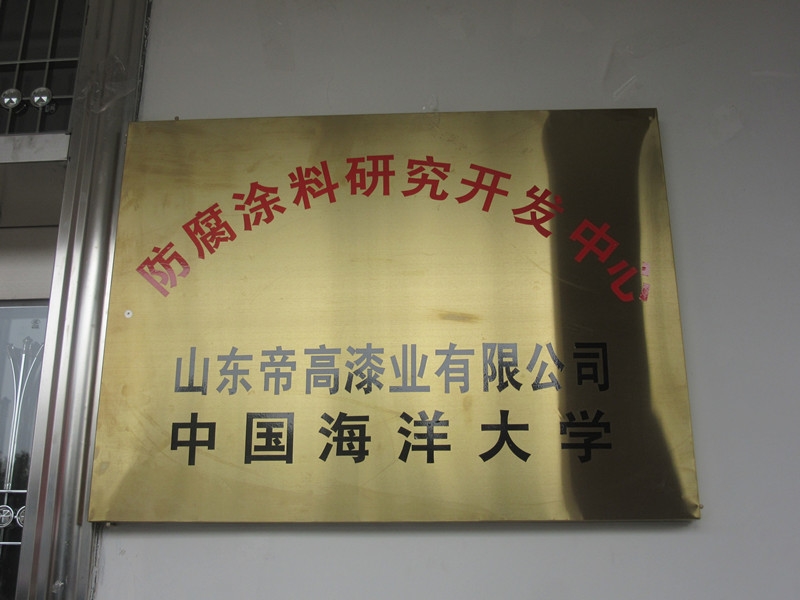 防腐涂料研究开发中心
山东帝高漆业有限公司
中国海洋大学